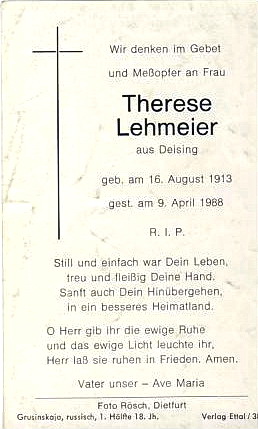 Wir denken im Gebet
und Meßopfer an Frau
Therese
Lehmeier
aus Deising
geb. am 16. August 1913
gest. am 9. April 1988
R. I. P.
Still und einfach war Dein Leben,
treu und fleißig Deine Hand.
Sanft auch Dein Hinübergehen,
in ein besseres Heimatland.
O Herr gib ihr die ewige Ruhe
und das ewige Licht leuchte ihr,
Herr laß sie ruhen in Frieden. Amen.
Vater unser – Ave Maria
Foto Rösch, Dietfurt
Grusinskajo, russisch, 1. Hälfte 18. Jh. Verlag Ettal